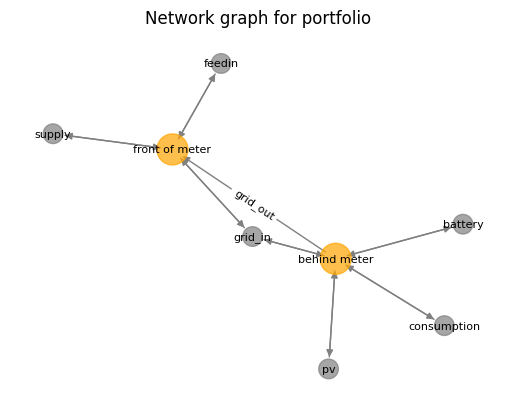 Network graph for portfolio
feedin
supply
front of meter
grid_out
battery
grid_in
behind meter
consumption
pv